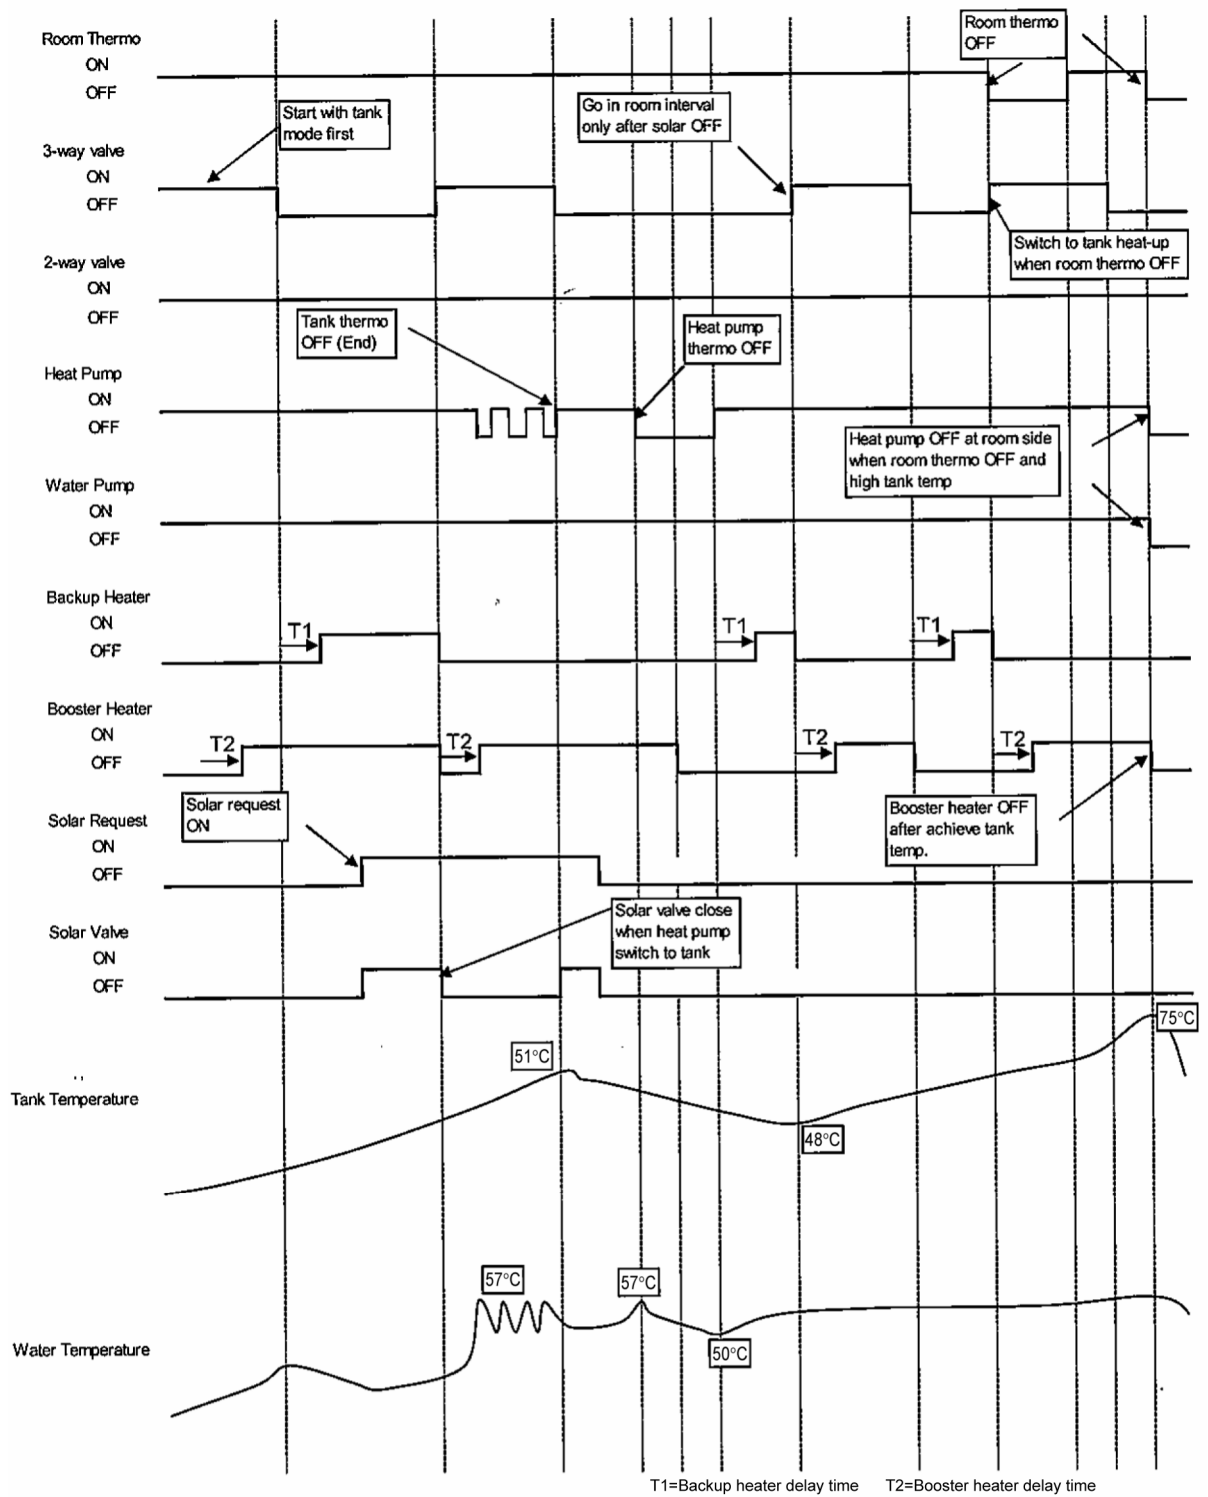 Room Thermo
ON
OFF
Room thermo
OFF
Start with tank
mode first
Go in room interval
only after solar OFF
3-way valve
ON
OFF
Switch to tank heat-up
when room thermo OFF
2-way valve
ON
OFF
Tank thermo
OFF (End)
Heat pump
thermo OFF
Heat Pump
ON
OFF
Heat pump OFF at room side
when room thermo OFF and
high tank temp
Water Pump
ON
OFF
Backup Heater
ON
OFF
T1
T1
T1
Booster Heater
ON
OFF
T2
T2
T2
T2
Solar request
ON
Booster heater OFF
after achieve tank
temp.
Solar Request
ON
OFF
Solar valve close
when heat pump
switch to tank
Solar Valve
ON
OFF
75°C
51°C
Tank Temperature
48°C
57°C
57°C
Water Temperature
50°C
T1=Backup heater delay time
T2=Booster heater delay time